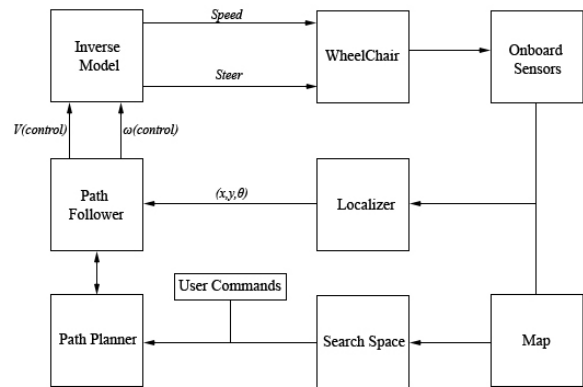 Speed
Inverse
Model
WheelChair
Onboard
Sensors
Steer
V(control)
ω(control)
Path
Follower
(x,y,θ)
Localizer
User Commands
Path Planner
Search Space
Map